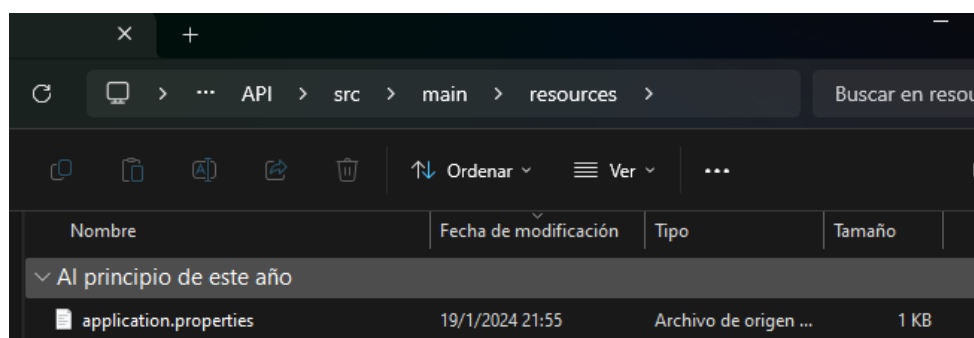 API > src > main > resources > Buscar en resou
Ordenar Ver
Nombre Fecha de modificación Tipo Tamaño
Al principio de este año
application.properties 19/1/2024 21:55 Archivo de origen ... 1 KB